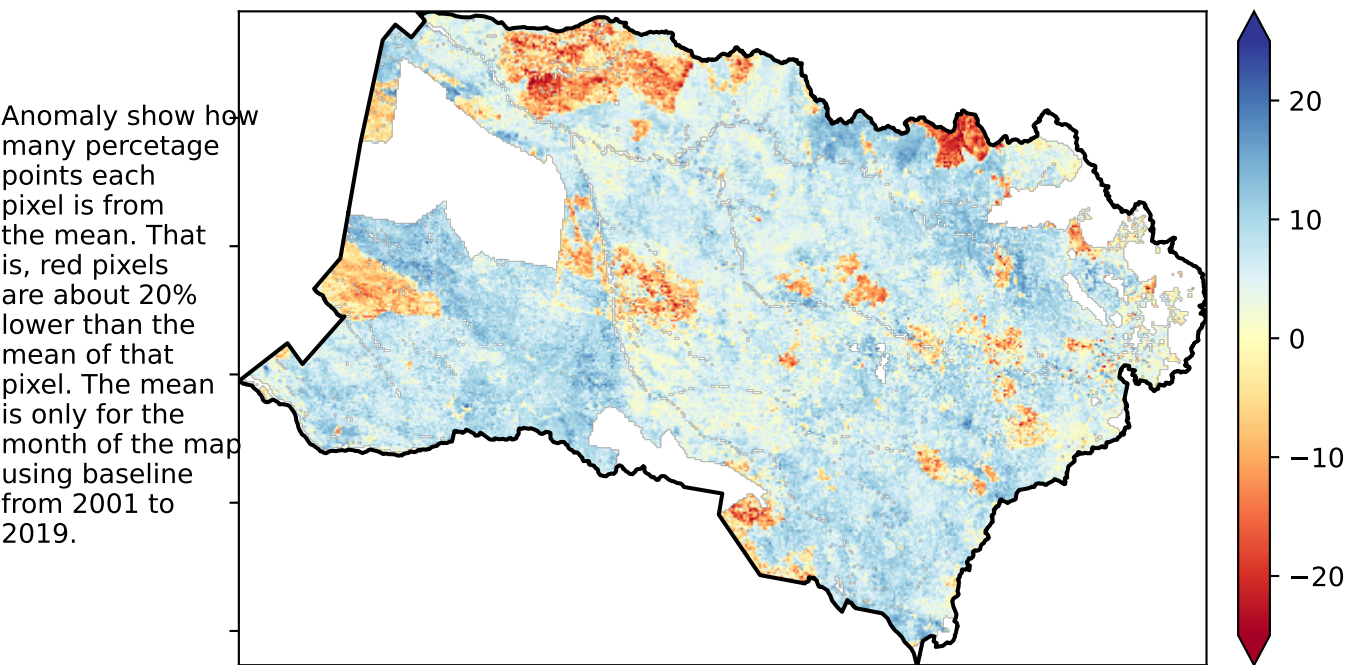 Anomaly show how
many percetage
points each
pixel is from
the mean. That
is, red pixels
are about 20%
lower than the
mean of that
pixel. The mean
is only for the
month of the map
using baseline
from 2001 to
2019.
20
10
0
−10
−20